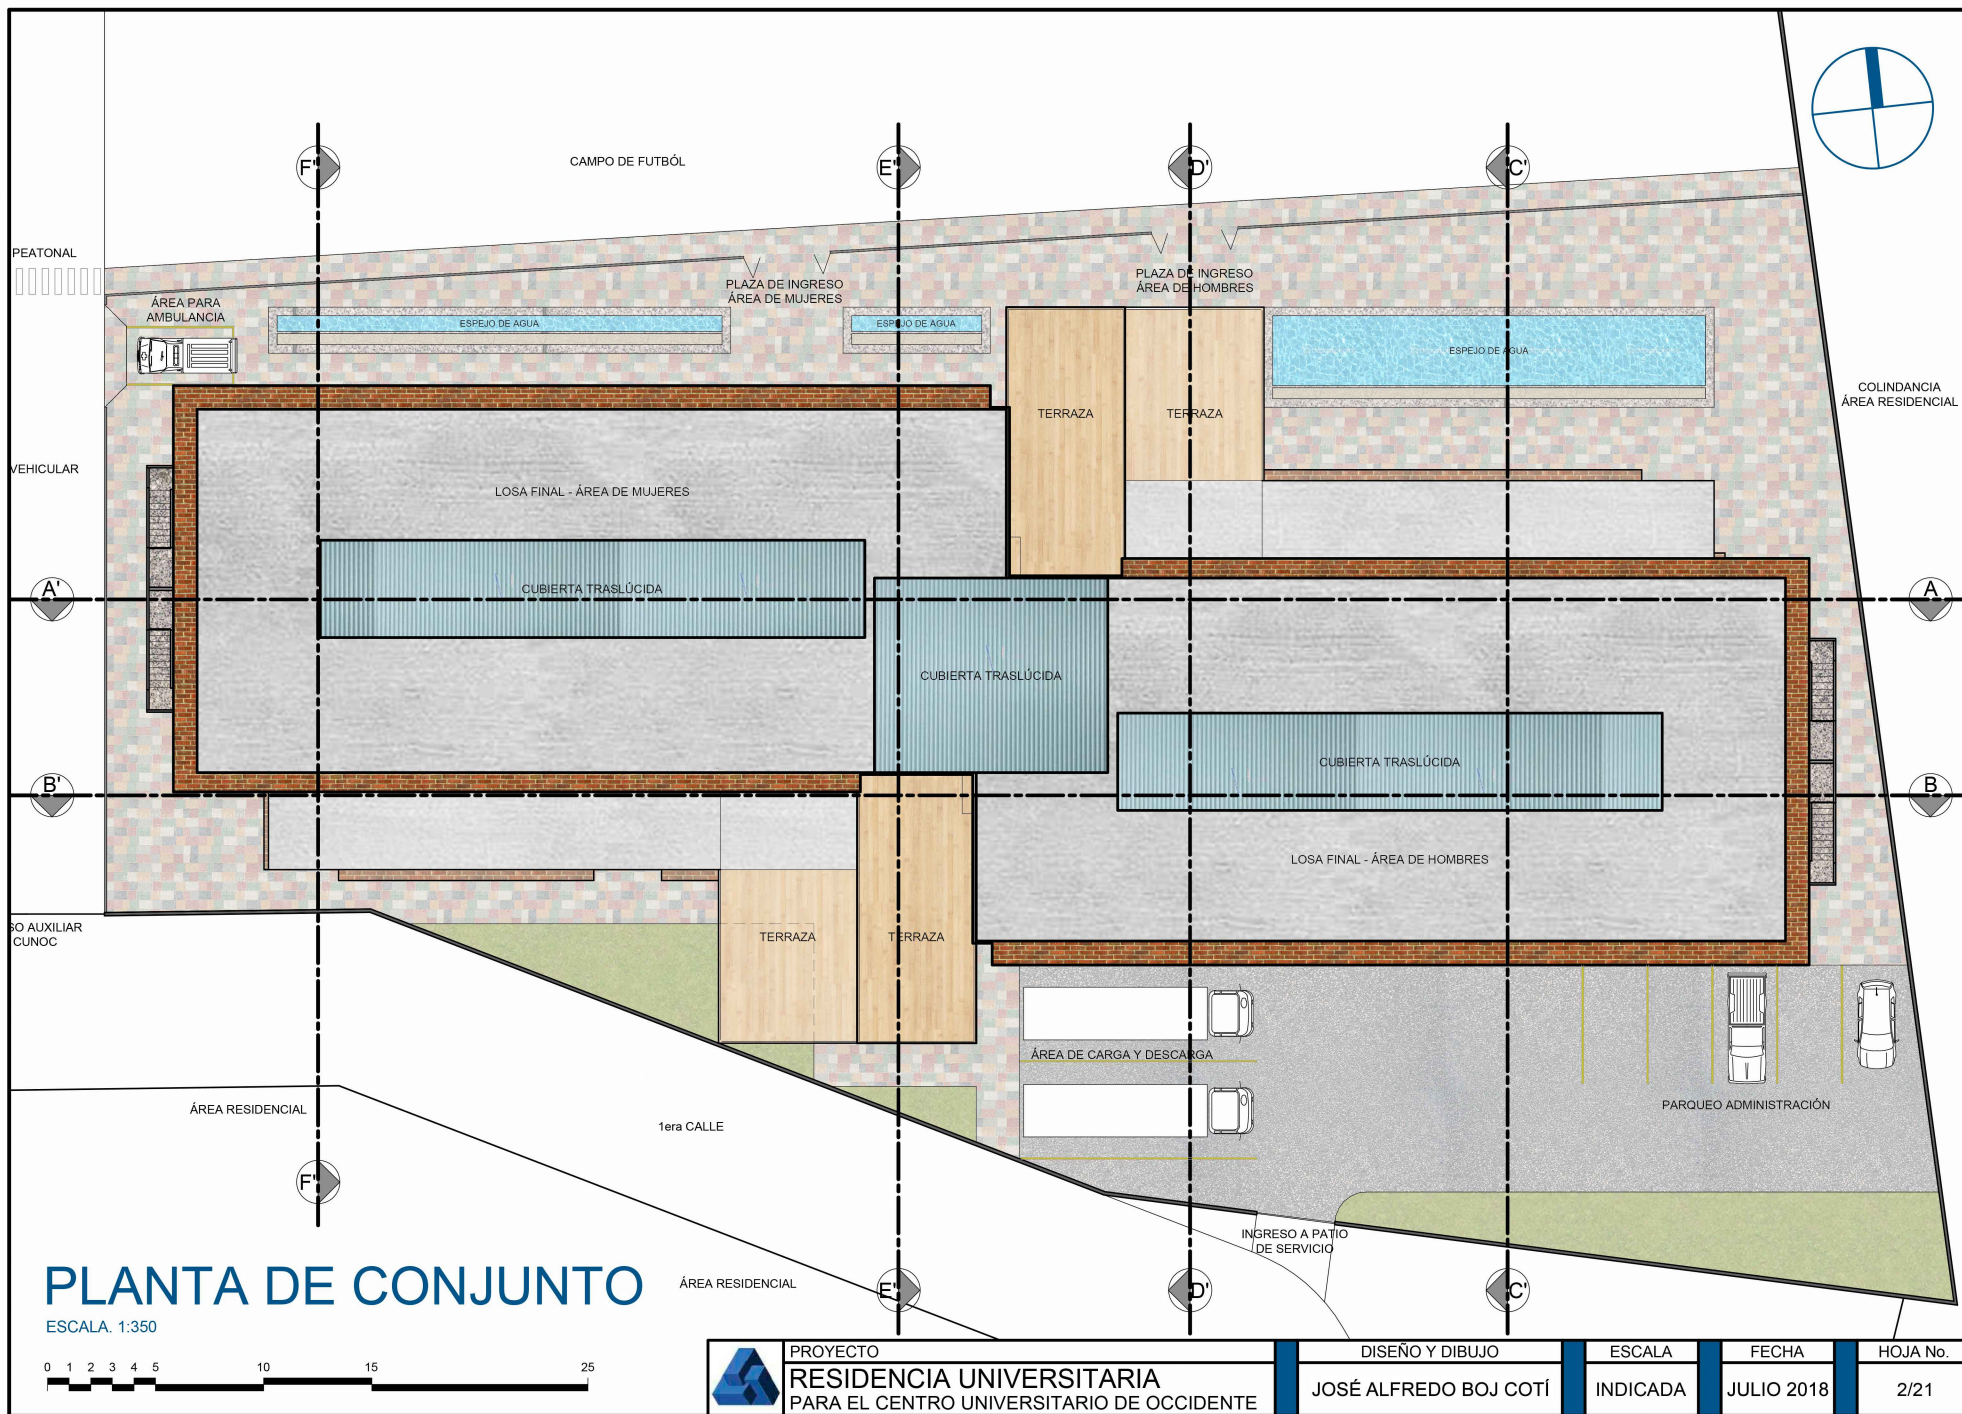 F'
E'
D'
C'
CAMPO DE FUTBÓL
PEATONAL
ÁREA PARA
AMBULANCIA
PLAZA DE INGRESO
ÁREA DE MUJERES
PLAZA DE INGRESO
ÁREA DE HOMBRES
ESPEJO DE AGUA
ESPEJO DE AGUA
ESPEJO DE AGUA
COLINDANCIA
ÁREA RESIDENCIAL
TERRAZA
TERRAZA
VEHICULAR
LOSA FINAL - ÁREA DE MUJERES
A'
CUBIERTA TRASLÚCIDA
A
CUBIERTA TRASLÚCIDA
CUBIERTA TRASLÚCIDA
B'
B
LOSA FINAL - ÁREA DE HOMBRES
SO AUXILIAR
CUNOC
TERRAZA
TERRAZA
ÁREA DE CARGA Y DESCARGA
PARQUEO ADMINISTRACIÓN
ÁREA RESIDENCIAL
1era CALLE
F'
INGRESO A PATIO
DE SERVICIO
ÁREA RESIDENCIAL
E'
D'
C'
PLANTA DE CONJUNTO
ESCALA. 1:350
0 1 2 3 4 5 10 15 25
PROYECTO
RESIDENCIA UNIVERSITARIA
PARA EL CENTRO UNIVERSITARIO DE OCCIDENTE
DISEÑO Y DIBUJO
JOSÉ ALFREDO BOJ COTÍ
ESCALA
INDICADA
FECHA
JULIO 2018
HOJA No.
2/21